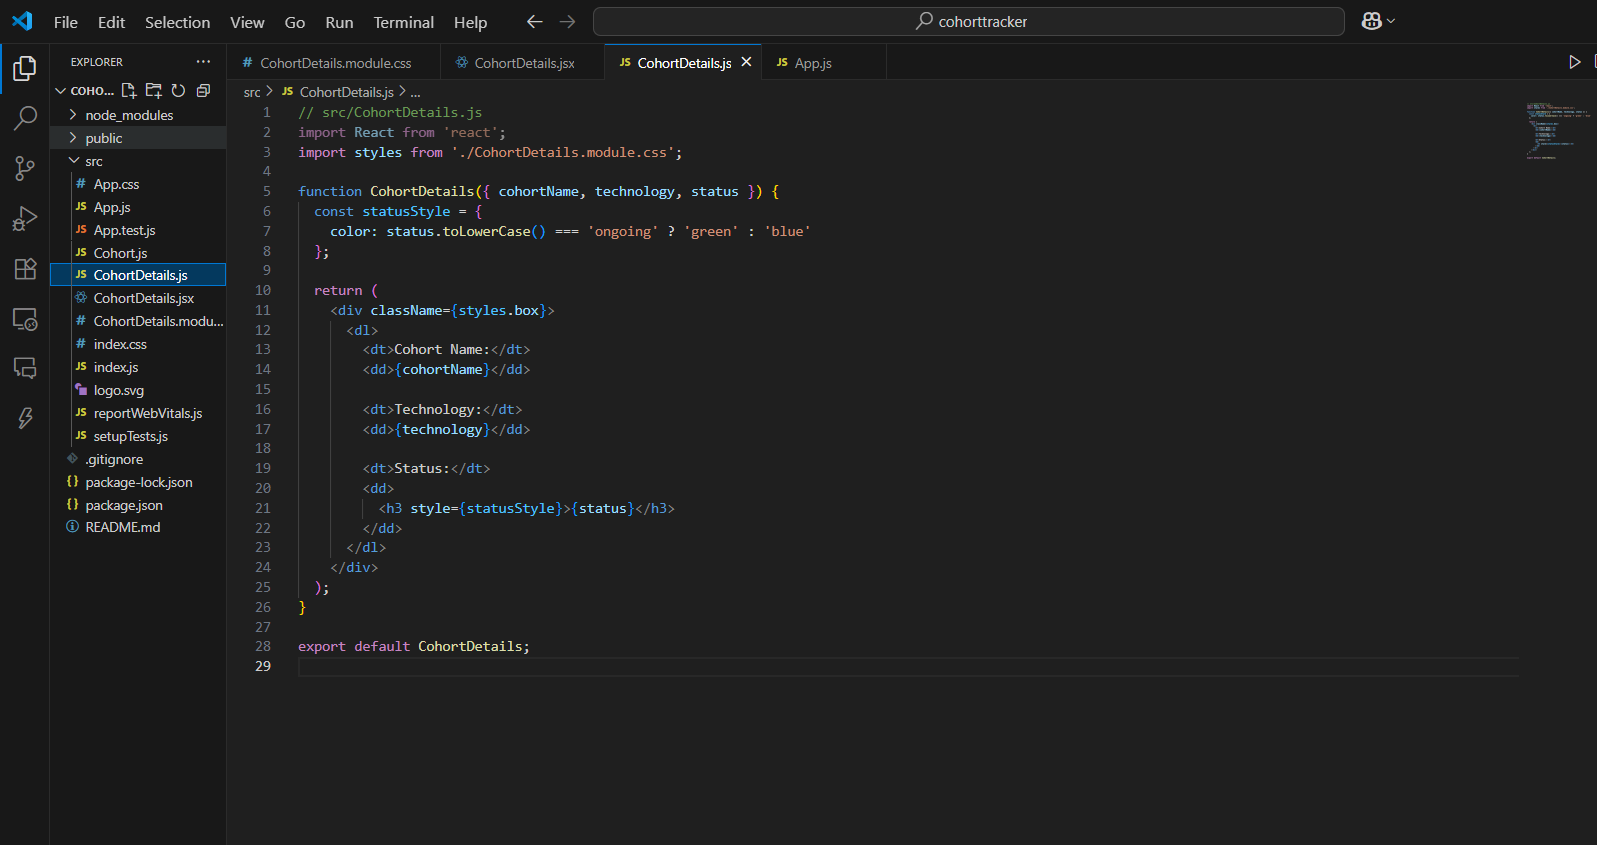 File Edit Selection View Go Run Terminal Help
cohorttracker
EXPLORER
COHO...
node_modules
public
src
App.css
App.js
App.test.js
Cohort.js
CohortDetails.js
CohortDetails.jsx
CohortDetails.modu...
index.css
index.js
logo.svg
reportWebVitals.js
setupTests.js
.gitignore
package-lock.json
package.json
README.md
CohortDetails.module.css CohortDetails.jsx JS CohortDetails.js JS App.js
src > JS CohortDetails.js > ...
1 // src/CohortDetails.js
2 import React from 'react';
3 import styles from './CohortDetails.module.css';
4
5 function CohortDetails({ cohortName, technology, status }) {
6 const statusStyle = {
7 color: status.toLowerCase() === 'ongoing' ? 'green' : 'blue'
8 };
9
10 return (
11 <div className={styles.box}>
12 <dl>
13 <dt>Cohort Name:</dt>
14 <dd>{cohortName}</dd>
15
16 <dt>Technology:</dt>
17 <dd>{technology}</dd>
18
19 <dt>Status:</dt>
20 <dd>
21 <h3 style={statusStyle}>{status}</h3>
22 </dd>
23 </dl>
24 </div>
25 );
26 }
27
28 export default CohortDetails;
29